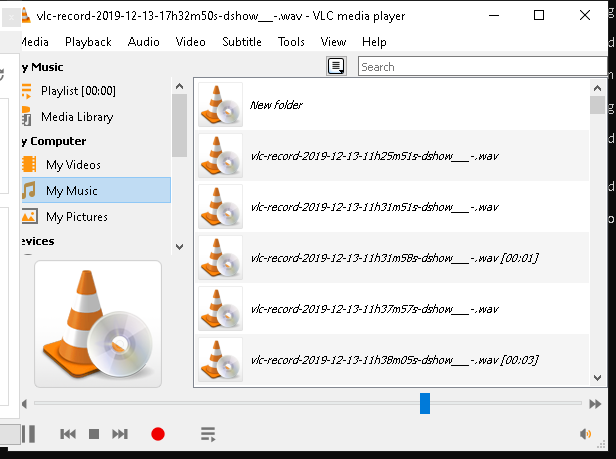 vlc-record-2019-12-13-17h32m50s-dshow___-.wav - VLC media player
Media Playback Audio Video Subtitle Tools View Help
y Music
Search
Playlist [00:00]
Media Library
y Computer
My Videos
My Music
My Pictures
evices
New folder
vlc-record-2019-12-13-11h25m51s-dshow___-.wav
vlc-record-2019-12-13-11h31m51s-dshow___-.wav
vlc-record-2019-12-13-11h31m58s-dshow___-.wav [00:01]
vlc-record-2019-12-13-11h37m57s-dshow___-.wav
vlc-record-2019-12-13-11h38m05s-dshow___-.wav [00:03]